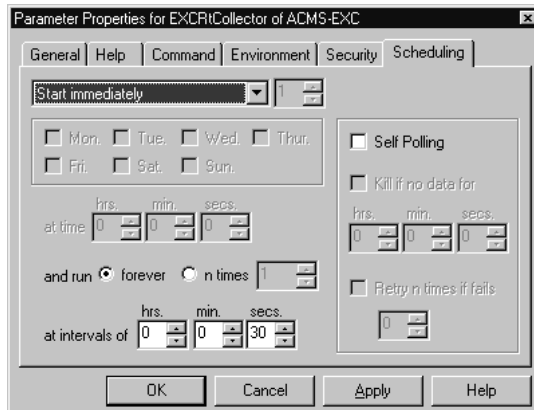 Parameter Properties for EXCRtCollector of ACMS-EXC
General Help Command Environment Security Scheduling
Start immediately 1
Mon. Tue. Wed. Thur.
Fri. Sat. Sun.
hrs. min. secs.
at time 0 0 0
and run forever n times 1
hrs. min. secs.
at intervals of 0 0 30
Self Polling
Kill if no data for
hrs. min. secs.
0 0 0
Retry n times if fails
0
OK Cancel Apply Help